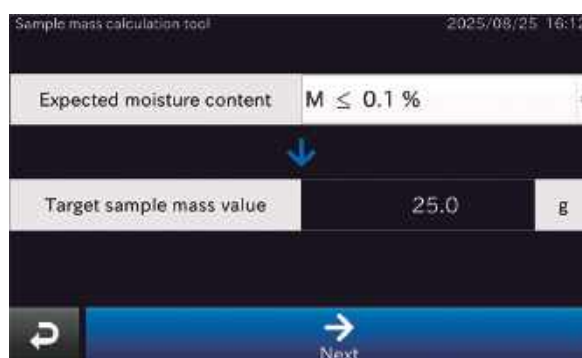 Sample mass calculation tool 2025/08/25 16:12
Expected moisture content M ≤ 0.1 %
Target sample mass value 25.0 g
Next